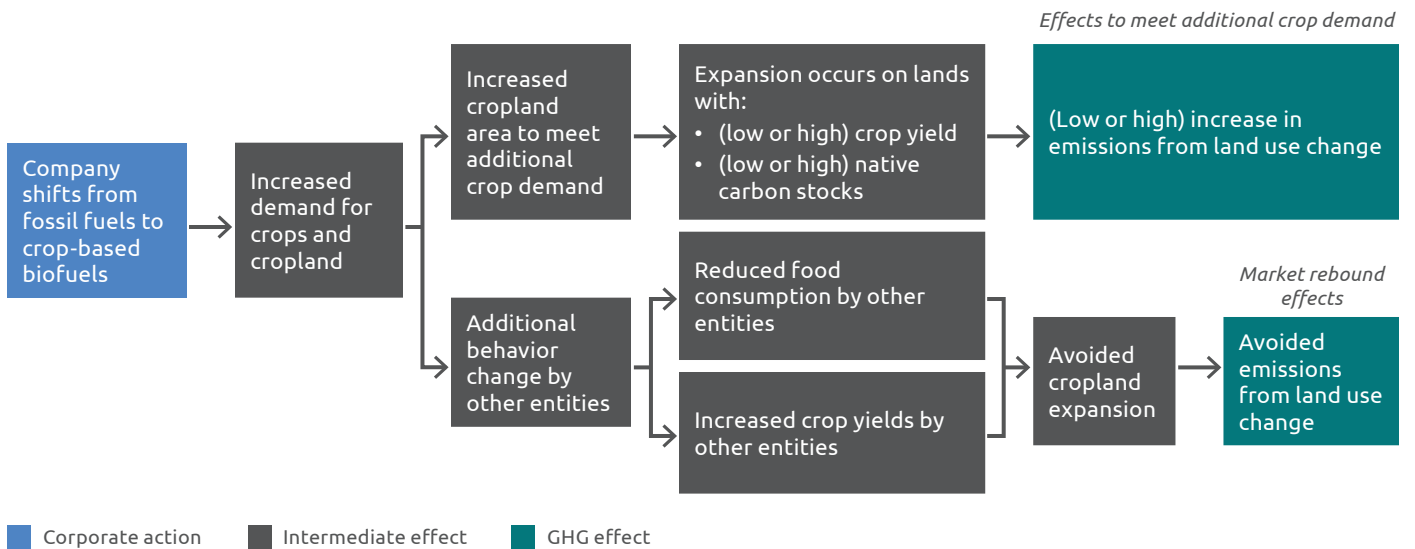 Effects to meet additional crop demand
Company
shifts from
fossil fuels to
crop-based
biofuels
Increased
demand for
crops and
cropland
Increased
cropland
area to meet
additional
crop demand
Expansion occurs on lands
with:
• (low or high) crop yield
• (low or high) native
carbon stocks
(Low or high) increase in
emissions from land use change
Additional
behavior
change by
other entities
Reduced food
consumption by other
entities
Increased crop yields by
other entities
Avoided
cropland
expansion
Market rebound
effects
Avoided
emissions
from land use
change
Corporate action
Intermediate effect
GHG effect